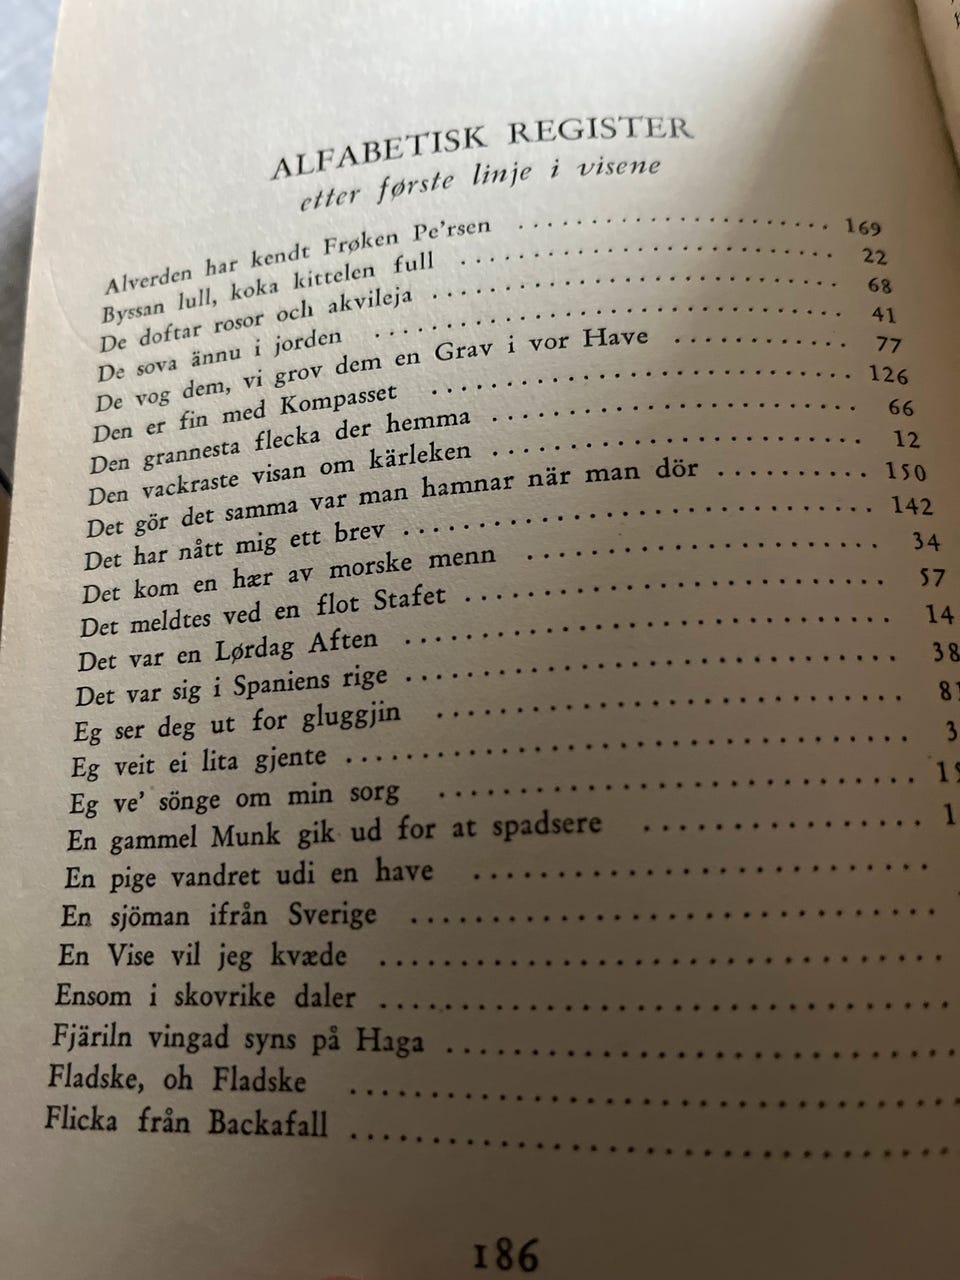 ALFABETISK REGISTER
etter første linje i visene
Alverden har kendt Frøken Pe'rsen ........ 169
Byssan lull, koka kittelen full ........ 22
De doftar rosor och akvileja ........ 68
De sova ännu i jorden ........ 41
De vog dem, vi grov dem en Grav i vor Have ........ 77
Den er fin med Kompasset ........ 126
Den grannesta flecka der hemma ........ 66
Den vackraste visan om kärleken ........ 12
Det gör det samma var man hamnar när man dör ........ 150
Det har nått mig ett brev ........ 142
Det kom en hær av morske menn ........ 34
Det meldtes ved en flot Stafet ........ 57
Det var en Lørdag Aften ........ 14
Det var sig i Spaniens rige ........ 38
Eg ser deg ut for gluggjin ........ 81
Eg veit ei lita gjente ........ 3
Eg ve' sönge om min sorg ........
En gammel Munk gik ud for at spadsere ........ 1
En pige vandret udi en have ........
En sjöman ifrån Sverige ........
En Vise vil jeg kvæde ........
Ensom i skovrike daler ........
Fjäriln vingad syns på Haga ........
Fladske, oh Fladske ........
Flicka från Backafall ........
186